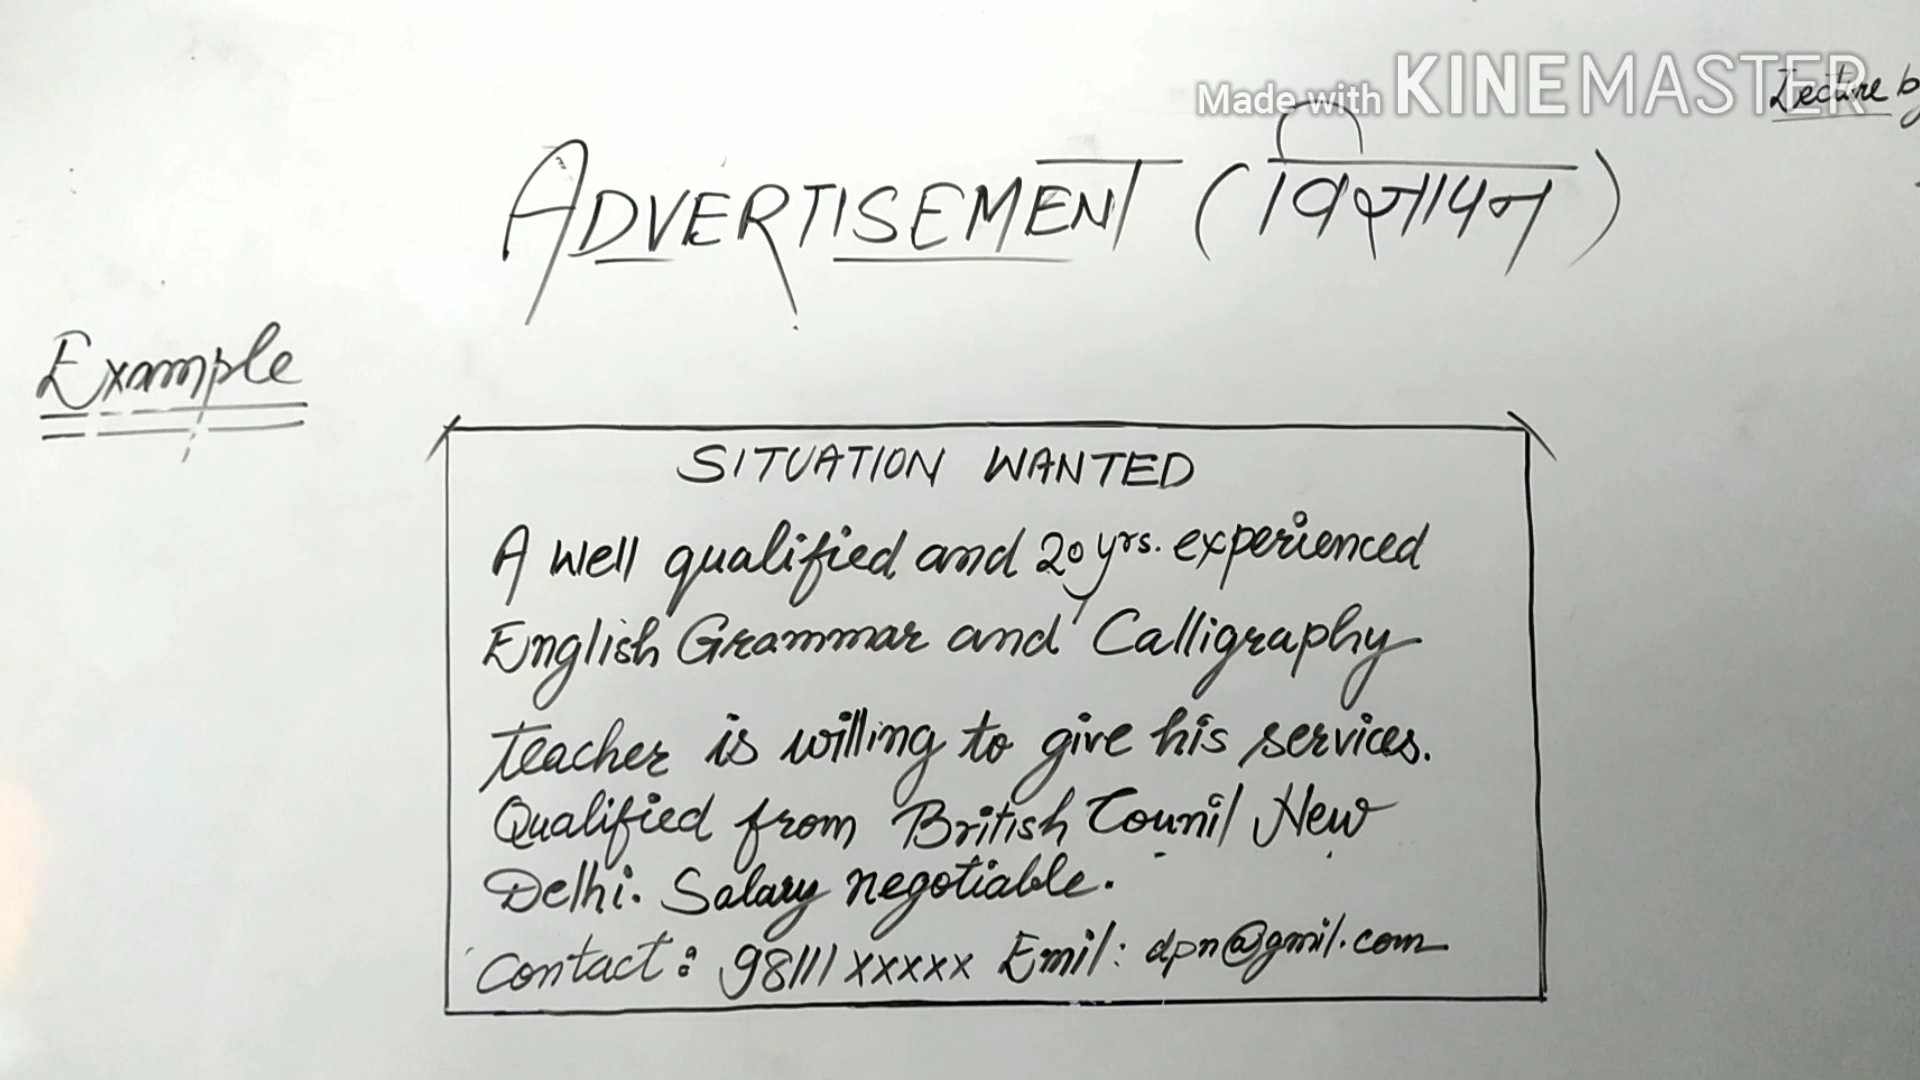 Made with KINEMASTER
Lecture by
ADVERTISEMENT (विज्ञापन)
Example
SITUATION WANTED
A well qualified and 20 yrs. experienced
English Grammar and Calligraphy
teacher is willing to give his services.
Qualified from British Counil New
Delhi. Salary negotiable.
Contact: 98111xxxxx Emil: dpn@gmil.com